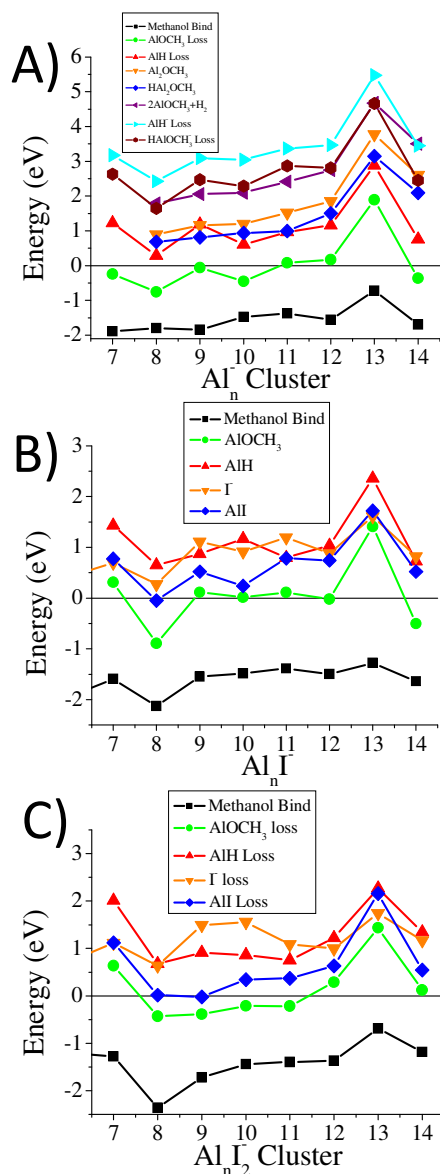 A)
Methanol Bind
AlOCH₃ Loss
AlH Loss
Al₂OCH₃
HAl₂OCH₃
2AlOCH₃+H₂
AlH⁻ Loss
HAlOCH₃⁻ Loss
Energy (eV)
6
5
4
3
2
1
0
-1
-2
7 8 9 10 11 12 13 14
Alₙ⁻ Cluster
B)
Methanol Bind
AlOCH₃
AlH
I⁻
AlI
Energy (eV)
3
2
1
0
-1
-2
7 8 9 10 11 12 13 14
AlₙI⁻
C)
Methanol Bind
AlOCH₃ loss
AlH Loss
I⁻ loss
AlI Loss
Energy (eV)
3
2
1
0
-1
-2
7 8 9 10 11 12 13 14
AlₙI₂⁻ Cluster